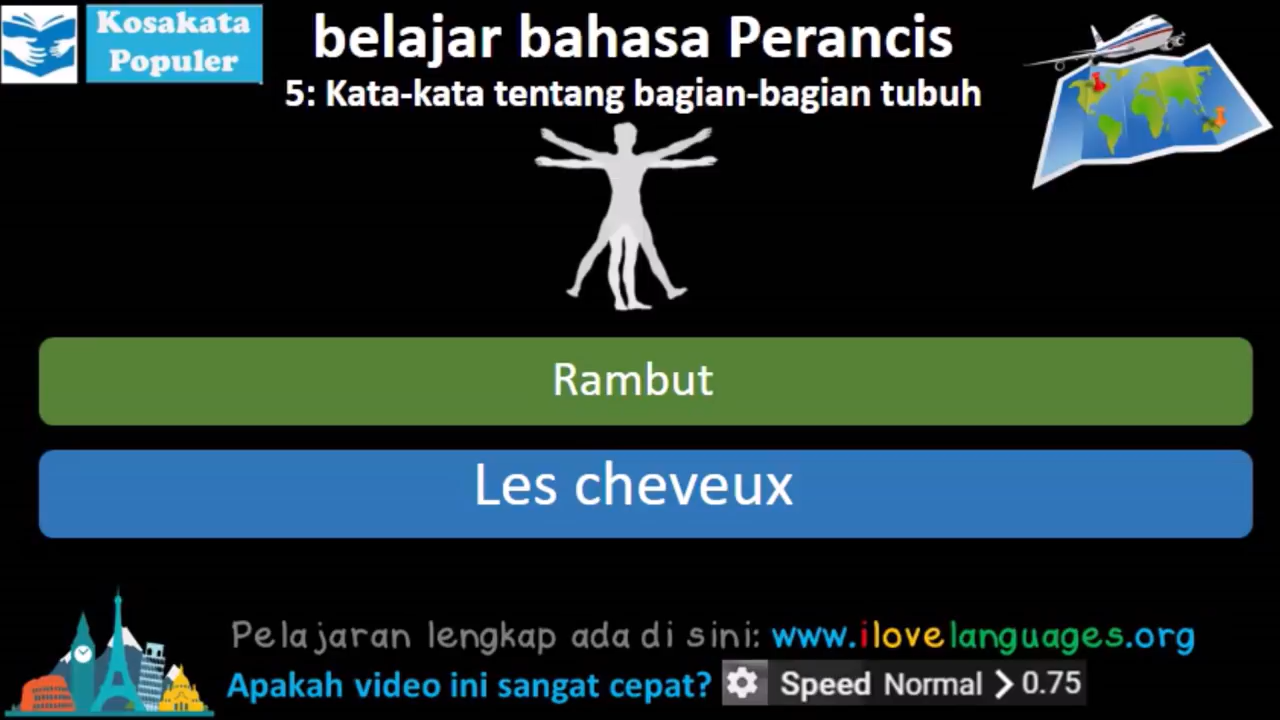 Kosakata
Populer
belajar bahasa Perancis
5: Kata-kata tentang bagian-bagian tubuh
Rambut
Les cheveux
Pelajaran lengkap ada di sini: www.ilovelanguages.org
Apakah video ini sangat cepat? Speed Normal > 0.75